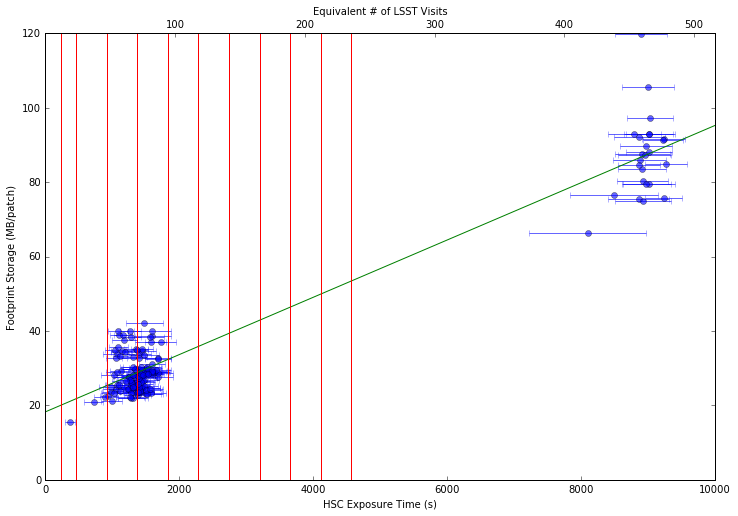 Equivalent # of LSST Visits
100 200 300 400 500
120
100
80
60
40
20
0
Footprint Storage (MB/patch)
0 2000 4000 6000 8000 10000
HSC Exposure Time (s)